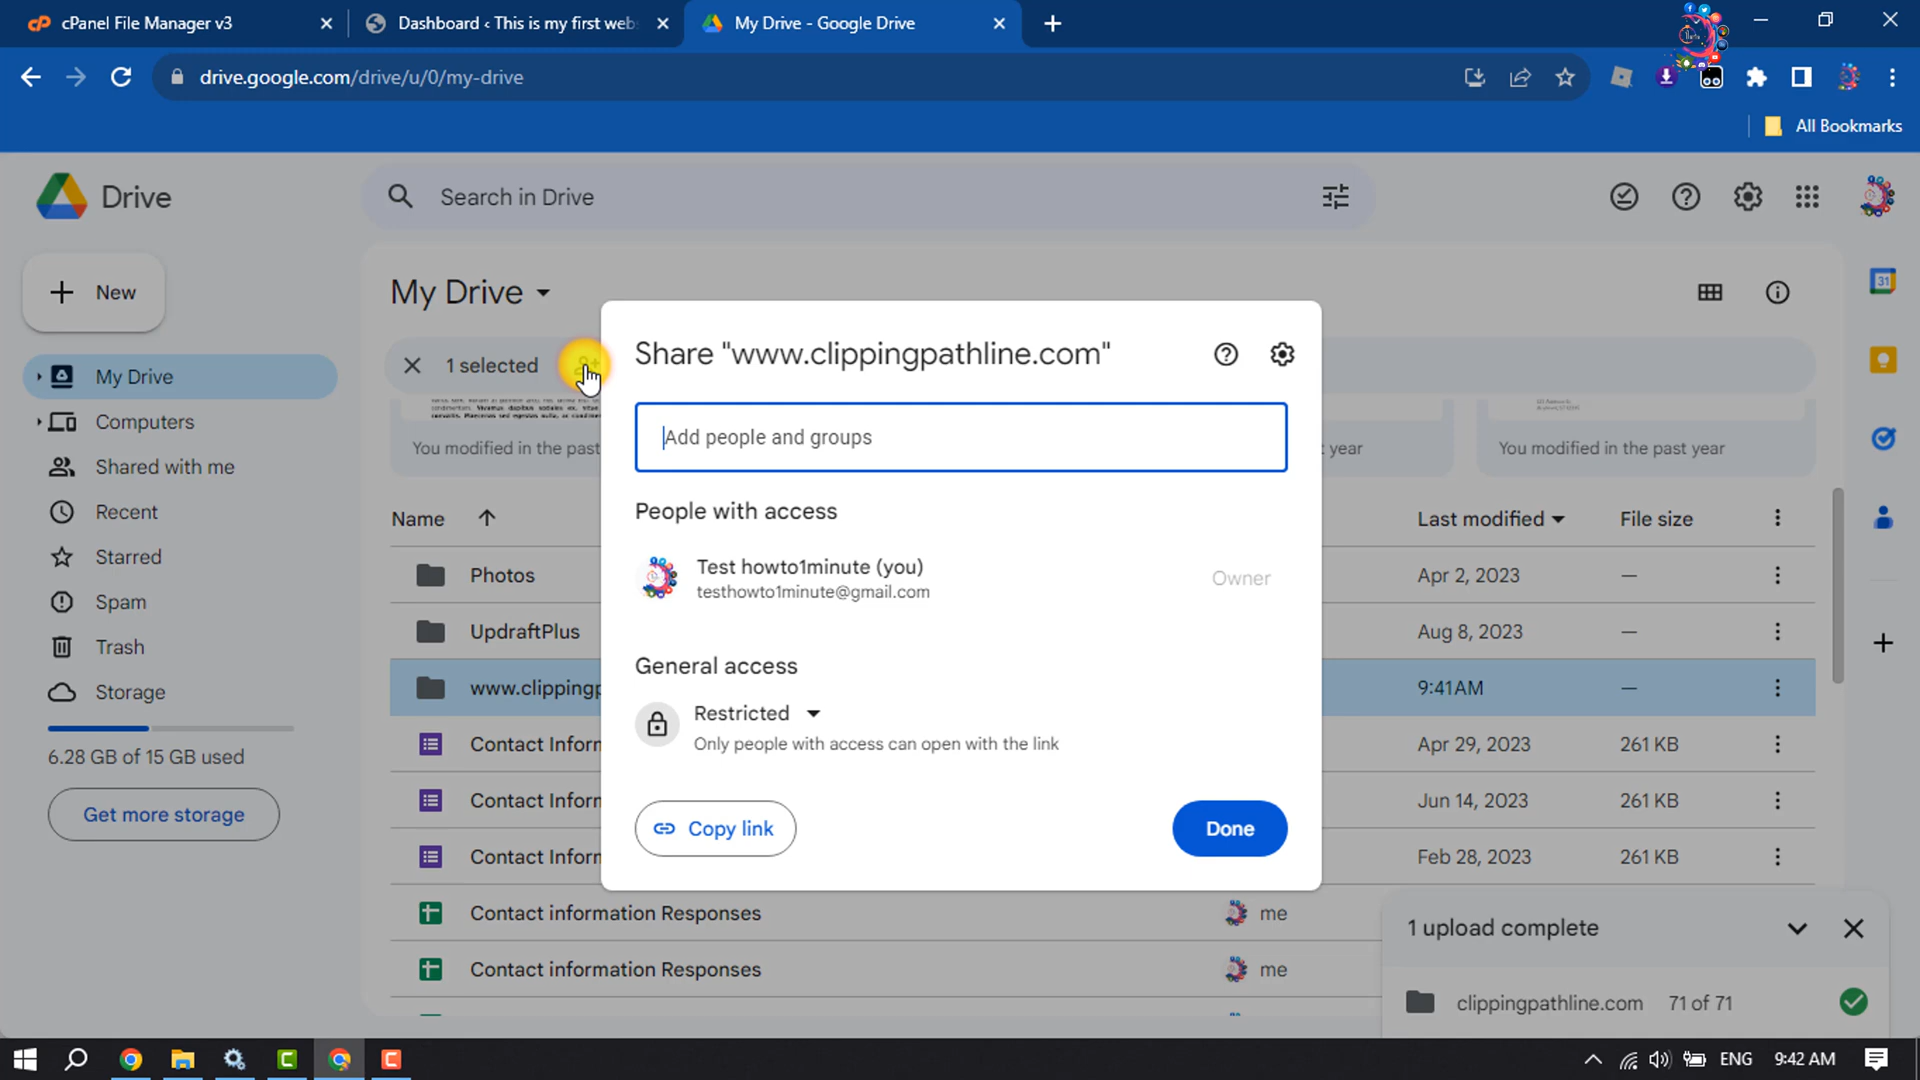 cPanel File Manager v3
Dashboard ‹ This is my first web
My Drive - Google Drive
drive.google.com/drive/u/0/my-drive
All Bookmarks
Drive
Search in Drive
New
My Drive
1 selected
My Drive
Computers
Shared with me
Recent
Starred
Spam
Trash
Storage
6.28 GB of 15 GB used
Get more storage
You modified in the past
year
You modified in the past year
Name
Last modified
File size
Photos
Apr 2, 2023
—
UpdraftPlus
Aug 8, 2023
—
www.clippingp
9:41AM
—
Contact Inforn
Apr 29, 2023
261 KB
Contact Inforn
Jun 14, 2023
261 KB
Contact Inforn
Feb 28, 2023
261 KB
Contact information Responses
me
Contact information Responses
me
Share "www.clippingpathline.com"
Add people and groups
People with access
Test howto1minute (you)
testhowto1minute@gmail.com
Owner
General access
Restricted
Only people with access can open with the link
Copy link
Done
31
1 upload complete
clippingpathline.com 71 of 71
ENG
9:42 AM